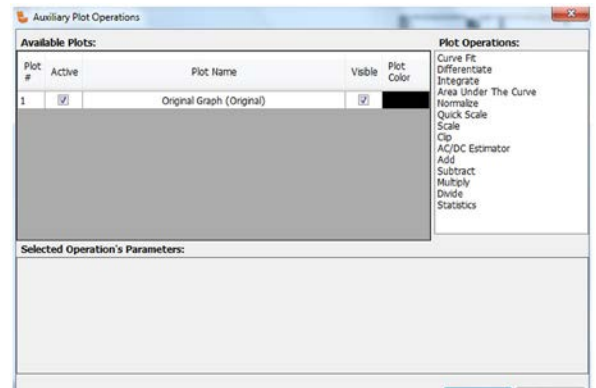 Auxiliary Plot Operations
Available Plots:
Plot # Active Plot Name Visible Plot Color
1 Original Graph (Original)
Plot Operations:
Curve Fit
Differentiate
Integrate
Area Under The Curve
Normalize
Quick Scale
Scale
Clip
AC/DC Estimator
Add
Subtract
Multiply
Divide
Statistics
Selected Operation's Parameters: